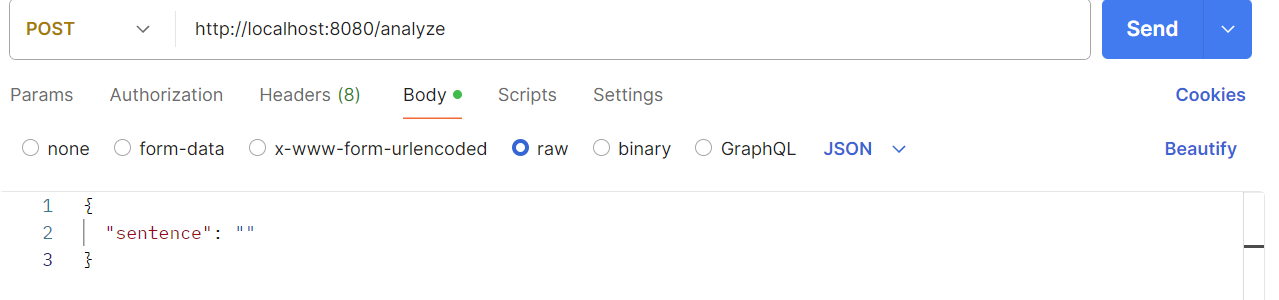 POST http://localhost:8080/analyze Send
Params Authorization Headers (8) Body Scripts Settings Cookies
none form-data x-www-form-urlencoded raw binary GraphQL JSON Beautify
1 {
2 "sentence": ""
3 }